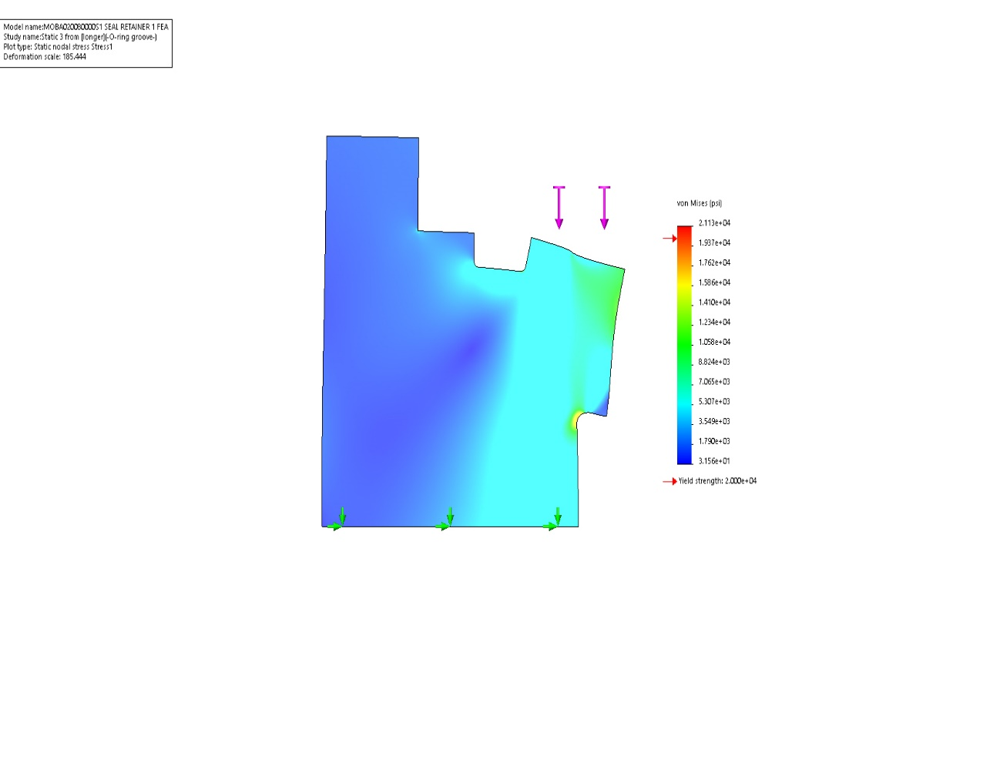 Model name:MOBA020080000S1 SEAL RETAINER 1 FEA
Study name:Static 3 from [longer](-O-ring groove-)
Plot type: Static nodal stress Stress1
Deformation scale: 185.444
von Mises (psi)
2.113e+04
1.937e+04
1.762e+04
1.586e+04
1.410e+04
1.234e+04
1.058e+04
8.824e+03
7.065e+03
5.307e+03
3.549e+03
1.790e+03
3.156e+01
Yield strength: 2.000e+04